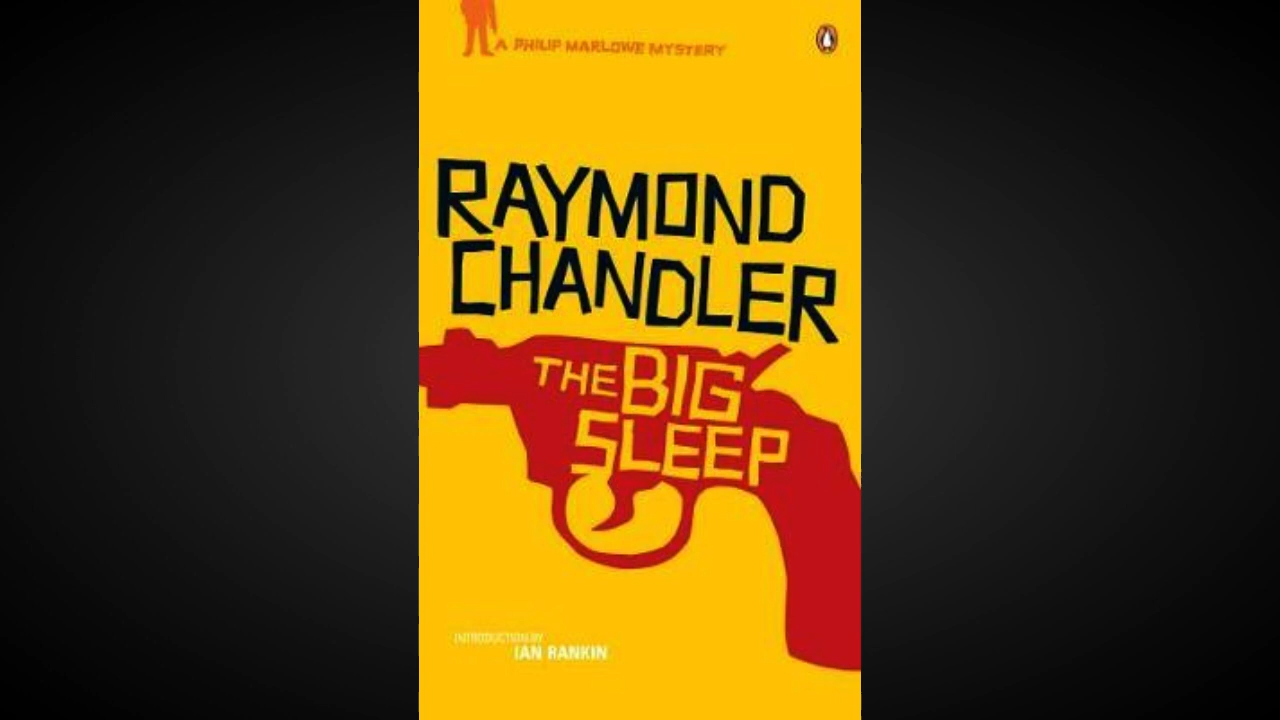 A PHILIP MARLOWE MYSTERY
RAYMOND
CHANDLER
THE BIG
SLEEP
INTRODUCTION BY
IAN RANKIN